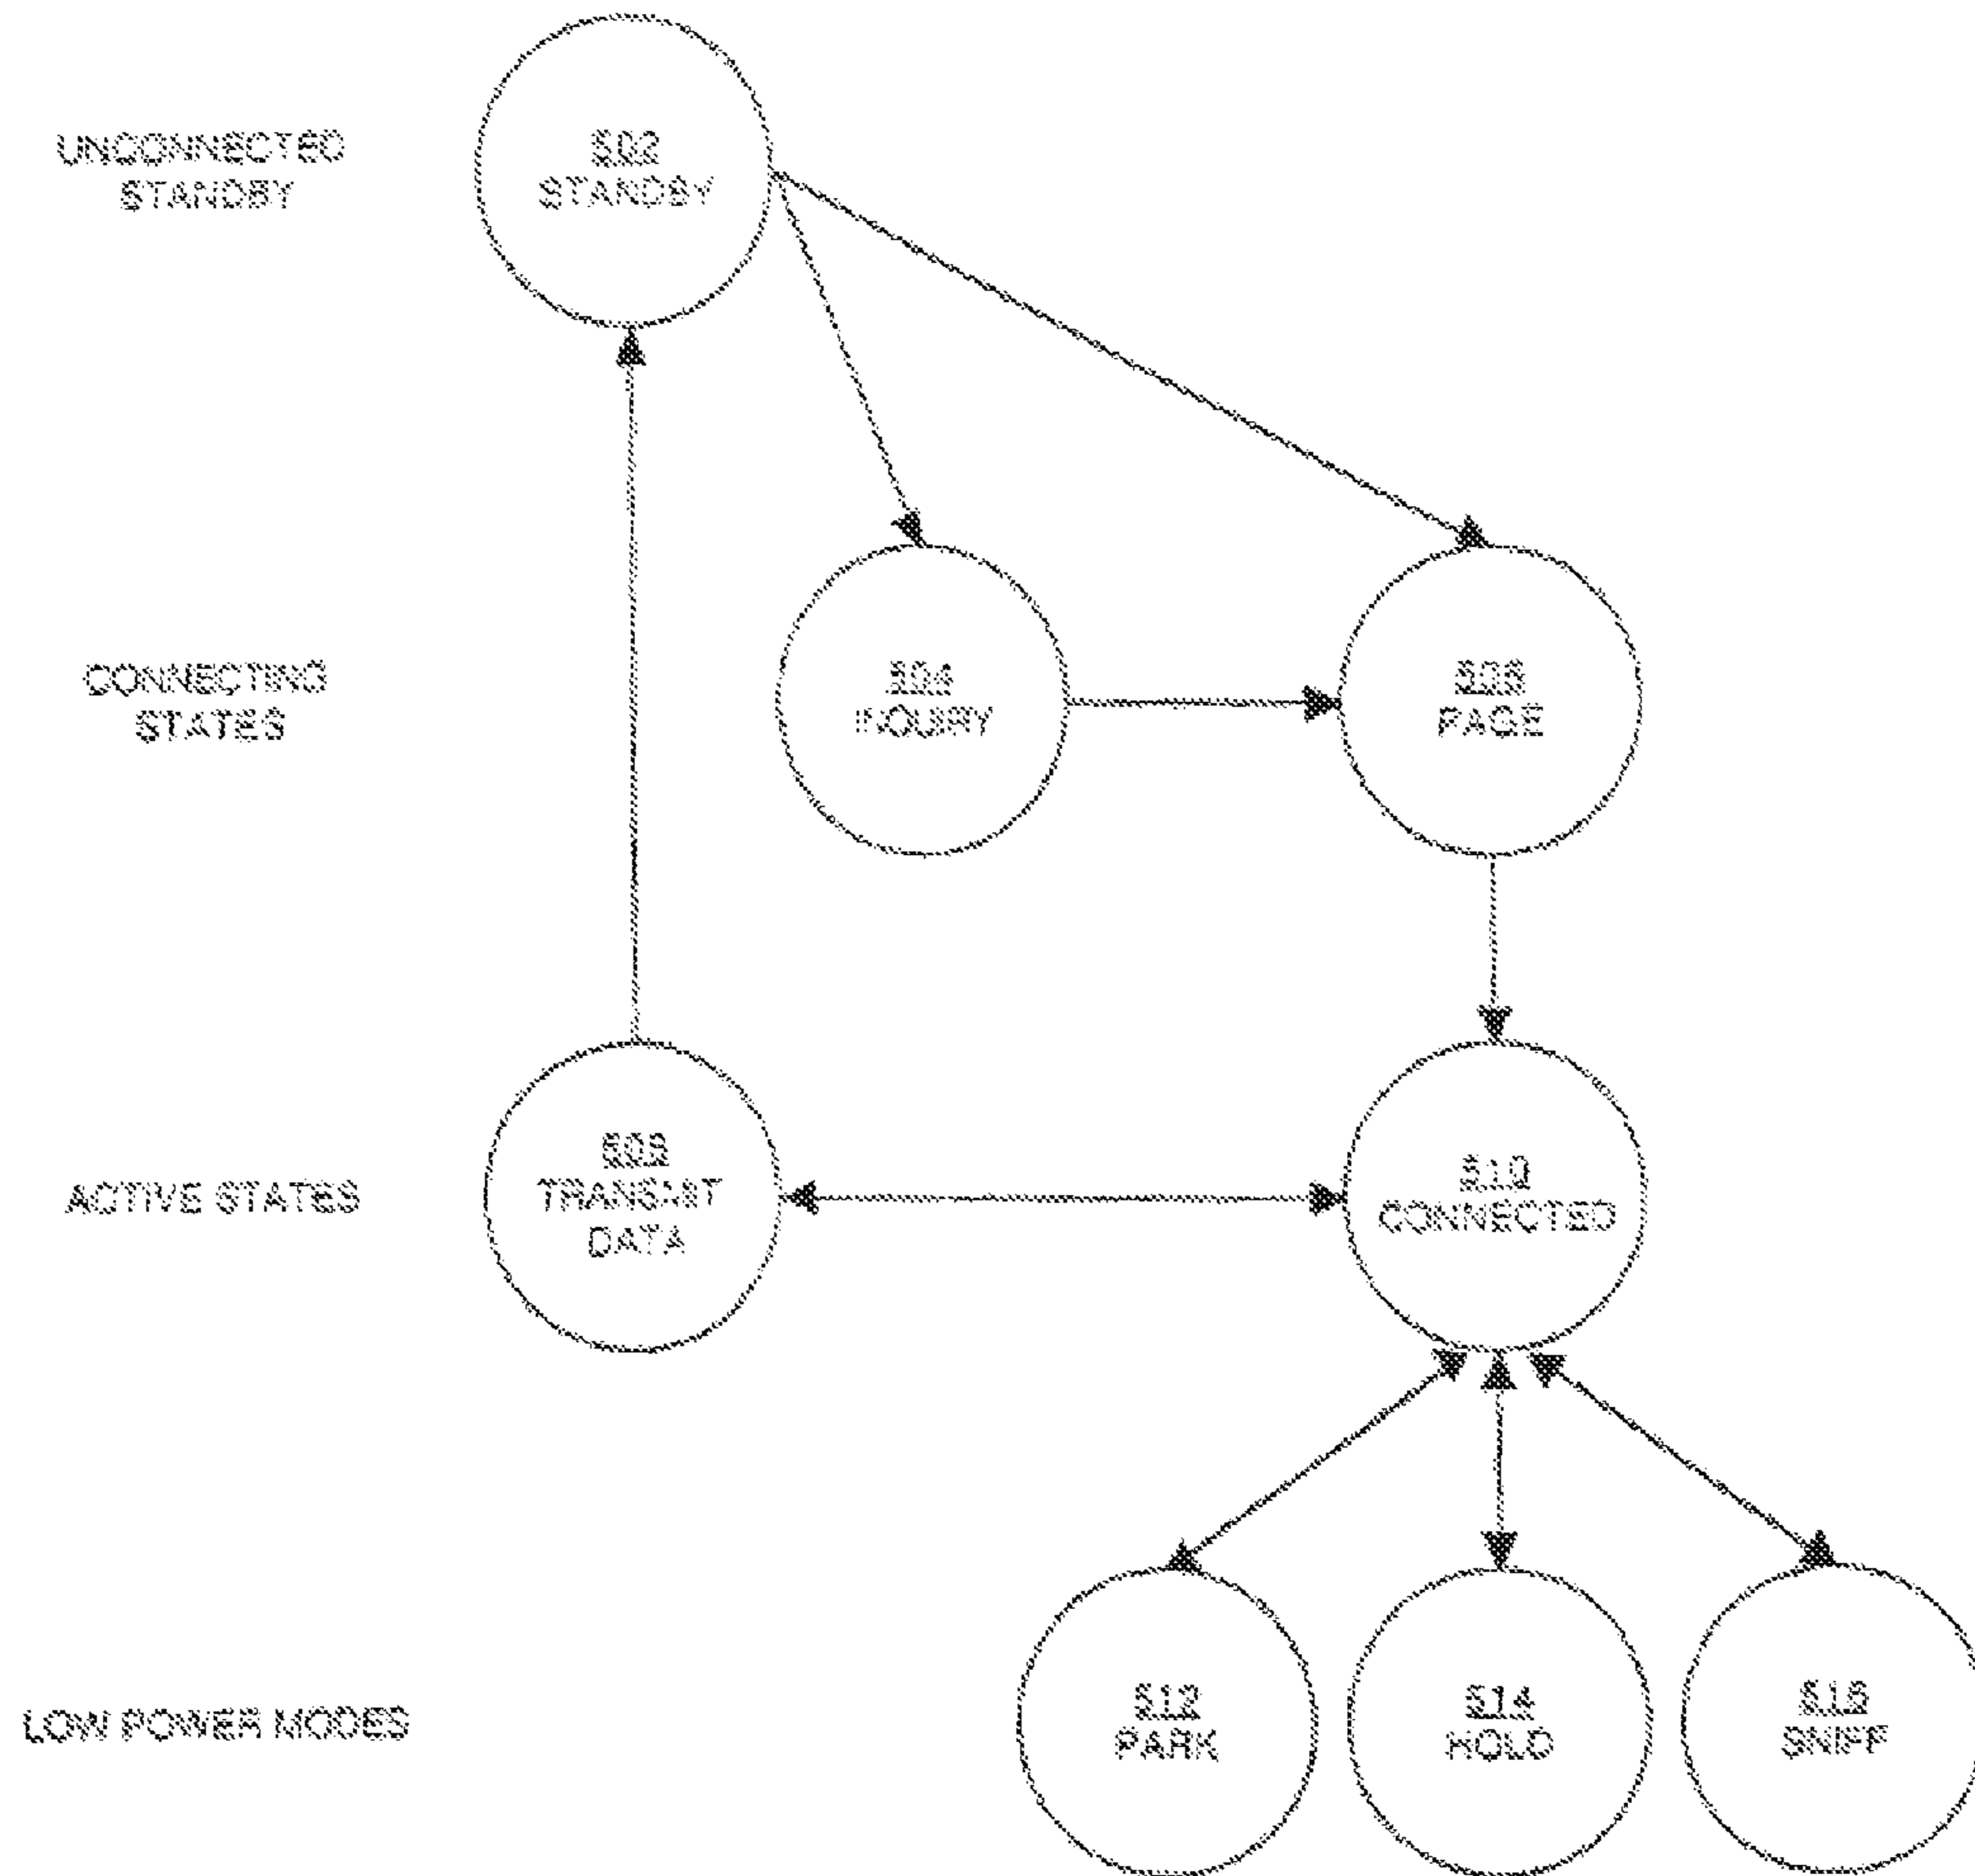 UNCONNECTED
STANDBY
502
STANDBY
CONNECTING
STATES
504
INQUIRY
506
PAGE
ACTIVE STATES
508
TRANSMIT
DATA
510
CONNECTED
LOW POWER MODES
512
PARK
514
HOLD
516
SNIFF